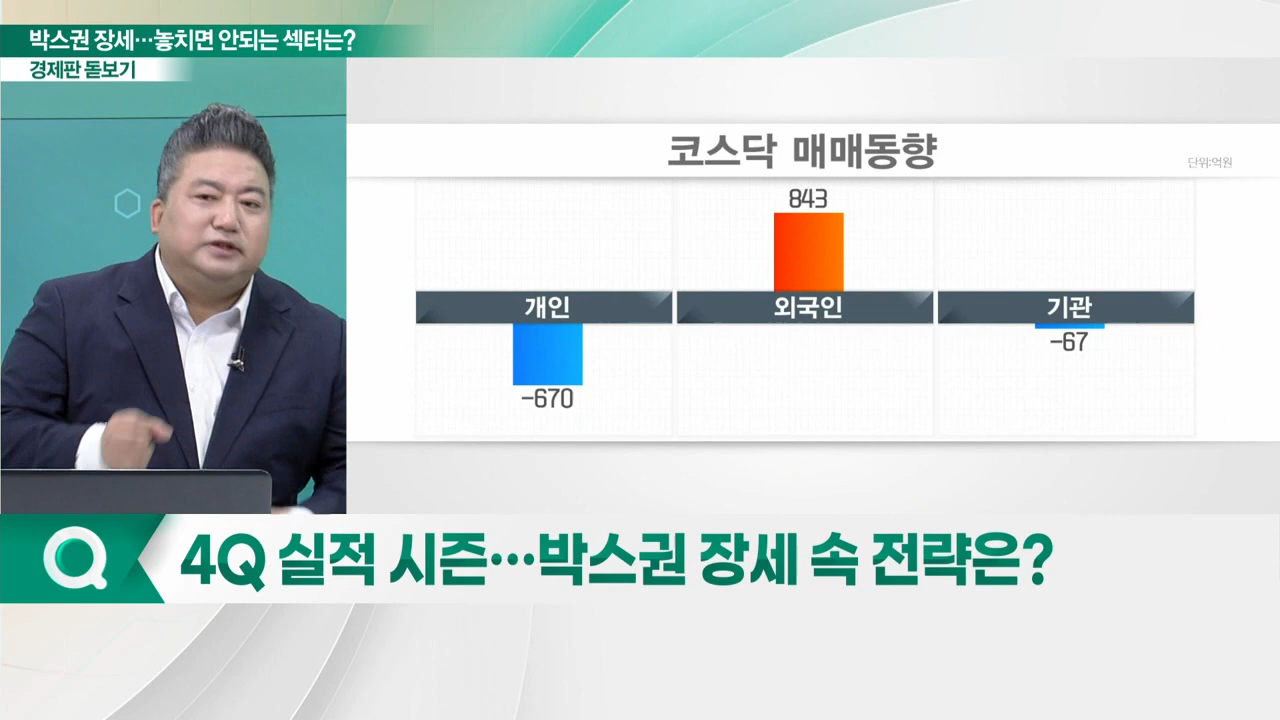 박스권 장세…놓치면 안되는 섹터는?
경제판 돋보기
코스닥 매매동향
단위:억원
843
개인
외국인
기관
-67
-670
4Q 실적 시즌…박스권 장세 속 전략은?